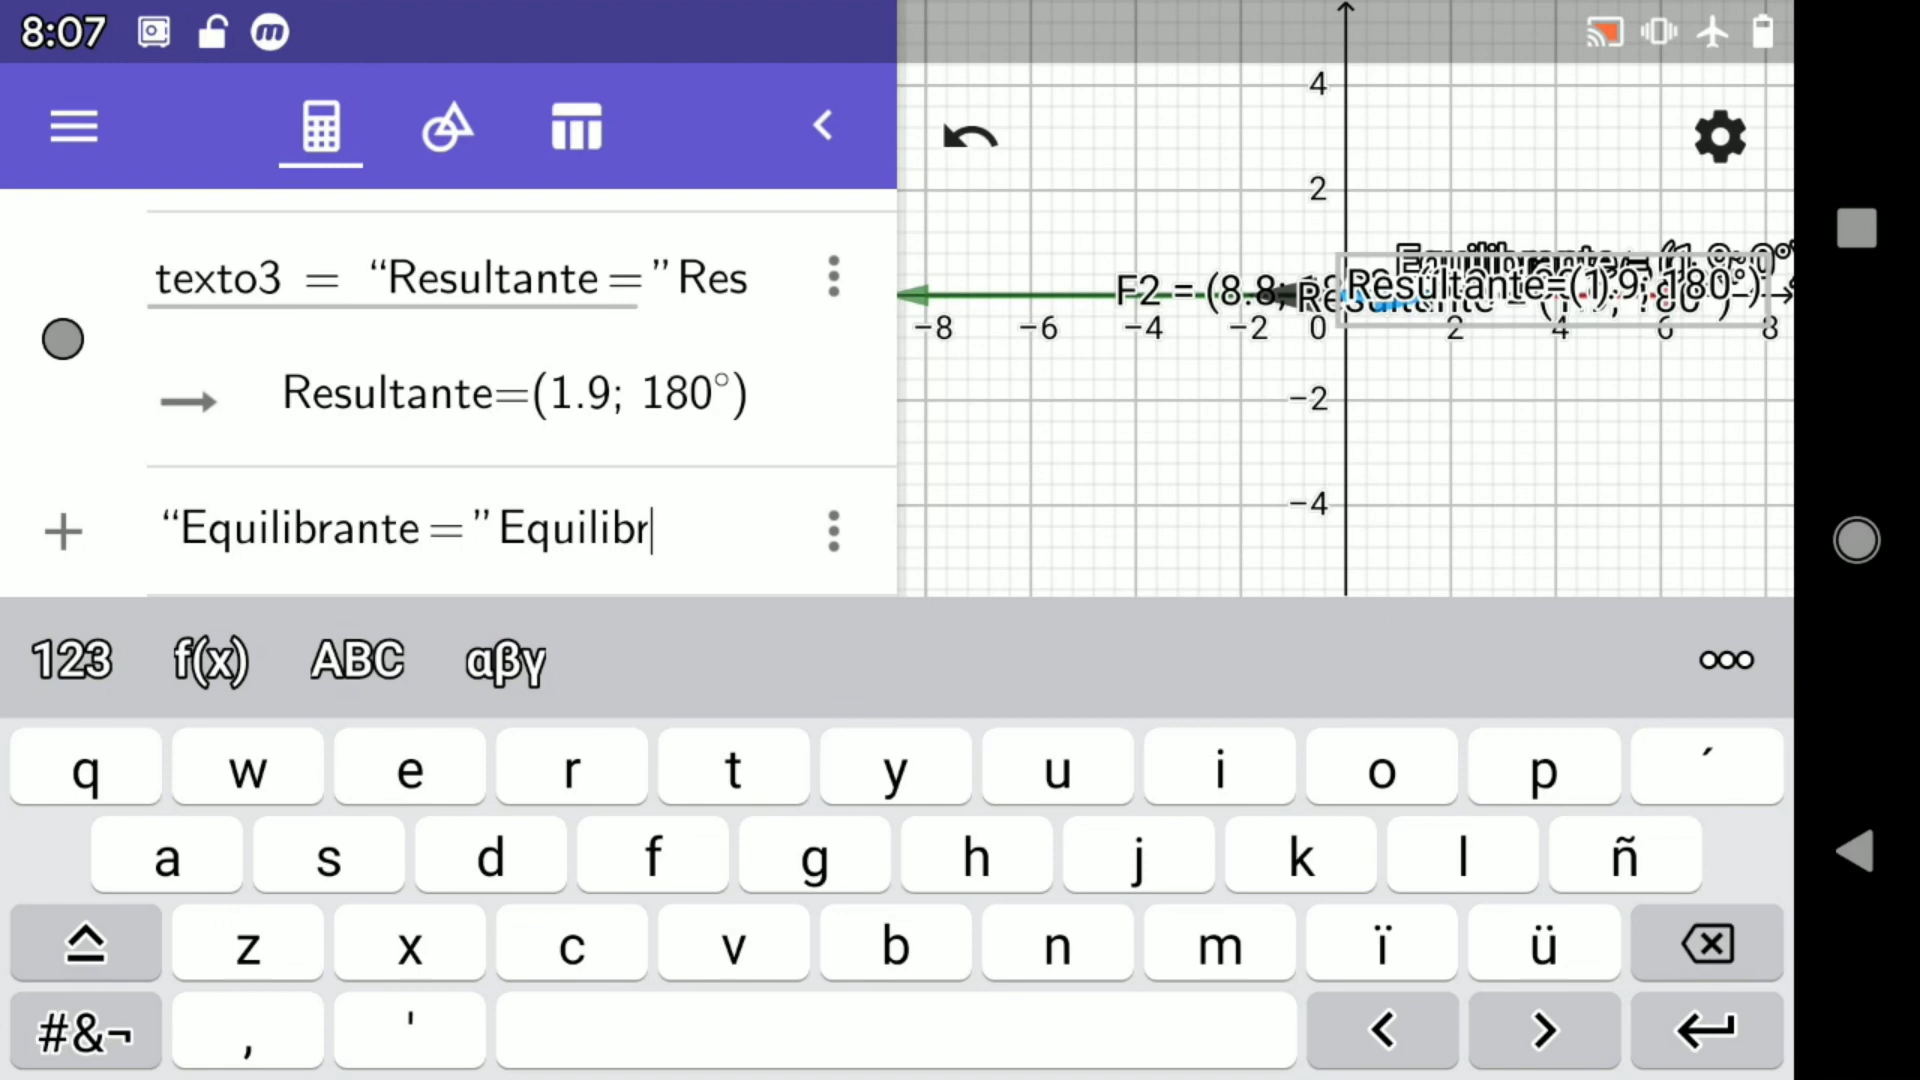 8:07
texto3 = “Resultante=”Res
→ Resultante=(1.9; 180°)
+ “Equilibrante=”Equilibr
4
2
F2 = (8.8;
Resultante=(1.9; 180°)
−8 −6 −4 −2 0 2 4 6 8
−2
−4
123 f(x) ABC αβγ
q w e r t y u i o p ´
a s d f g h j k l ñ
z x c v b n m ï ü
#&¬ , ' < >